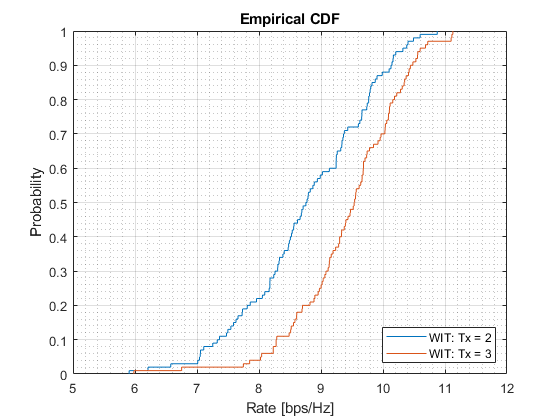 Empirical CDF
1
0.9
0.8
0.7
0.6
0.5
0.4
0.3
0.2
0.1
0
Probability
WIT: Tx = 2
WIT: Tx = 3
5 6 7 8 9 10 11 12
Rate [bps/Hz]